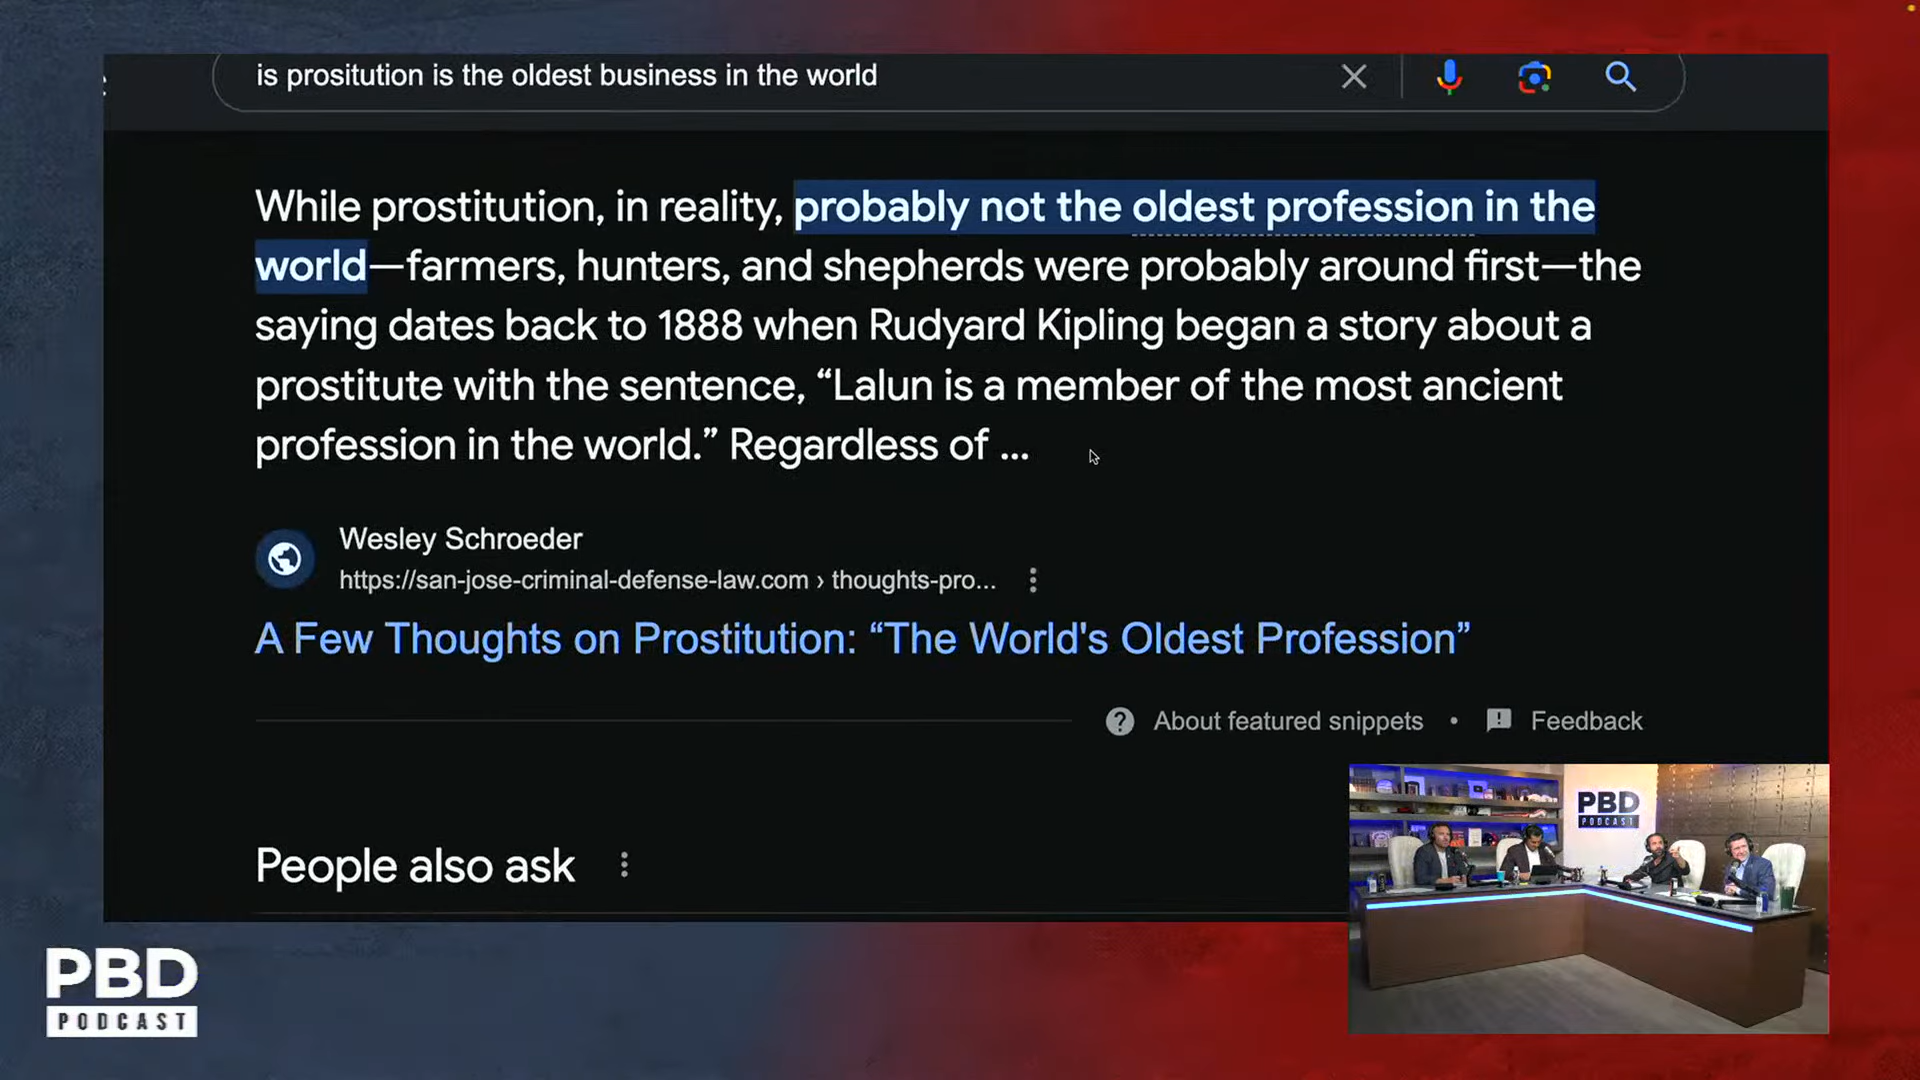 is prositution is the oldest business in the world
While prostitution, in reality, probably not the oldest profession in the
world—farmers, hunters, and shepherds were probably around first—the
saying dates back to 1888 when Rudyard Kipling began a story about a
prostitute with the sentence, “Lalun is a member of the most ancient
profession in the world.” Regardless of ...
Wesley Schroeder
https://san-jose-criminal-defense-law.com › thoughts-pro...
A Few Thoughts on Prostitution: “The World's Oldest Profession”
About featured snippets • Feedback
People also ask
PBD
PODCAST
PBD
PODCAST